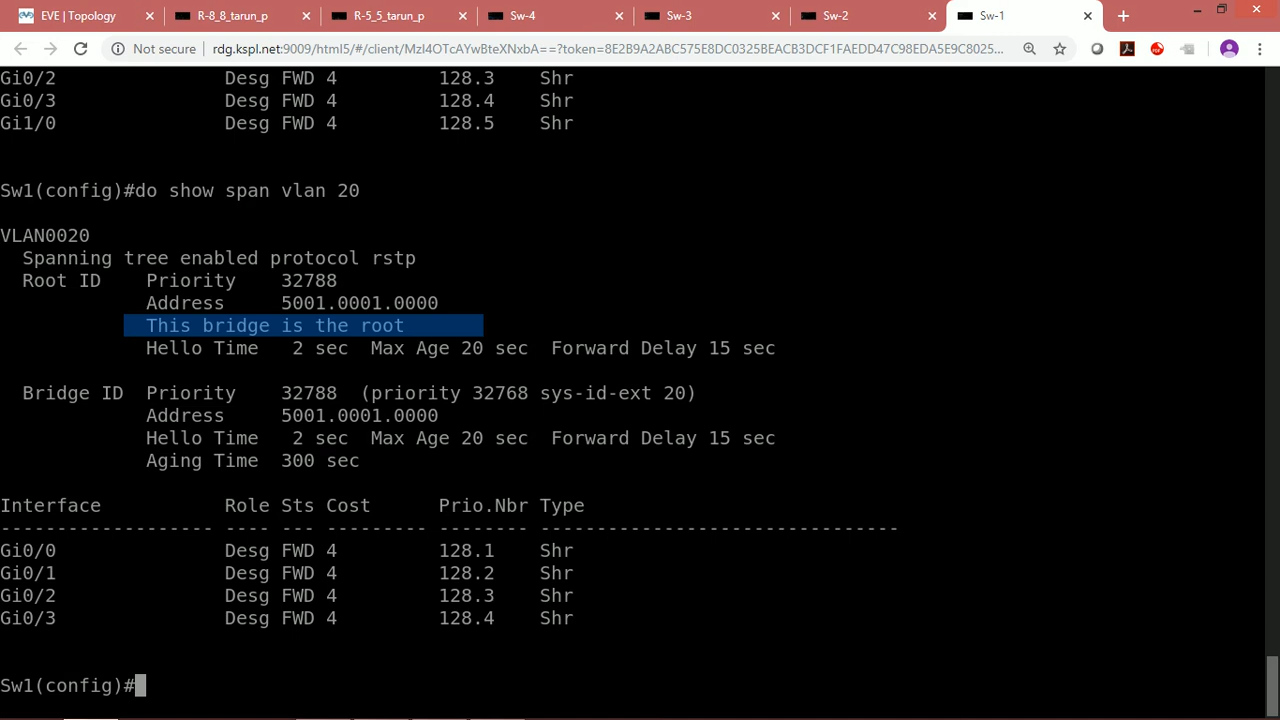 EVE | Topology
R-8_8_tarun_p
R-5_5_tarun_p
Sw-4
Sw-3
Sw-2
Sw-1
Not secure
rdg.kspl.net:9009/html5/#/client/MzI4OTcAYwBteXNxbA==?token=8E2B9A2ABC575E8DC0325BEACB3DCF1FAEDD47C98EDA5E9C8025...
Gi0/2 Desg FWD 4 128.3 Shr
Gi0/3 Desg FWD 4 128.4 Shr
Gi1/0 Desg FWD 4 128.5 Shr
Sw1(config)#do show span vlan 20
VLAN0020
Spanning tree enabled protocol rstp
Root ID Priority 32788
Address 5001.0001.0000
This bridge is the root
Hello Time 2 sec Max Age 20 sec Forward Delay 15 sec
Bridge ID Priority 32788 (priority 32768 sys-id-ext 20)
Address 5001.0001.0000
Hello Time 2 sec Max Age 20 sec Forward Delay 15 sec
Aging Time 300 sec
Interface Role Sts Cost Prio.Nbr Type
------------------- ---- --- --------- -------- --------------------------------
Gi0/0 Desg FWD 4 128.1 Shr
Gi0/1 Desg FWD 4 128.2 Shr
Gi0/2 Desg FWD 4 128.3 Shr
Gi0/3 Desg FWD 4 128.4 Shr
Sw1(config)#